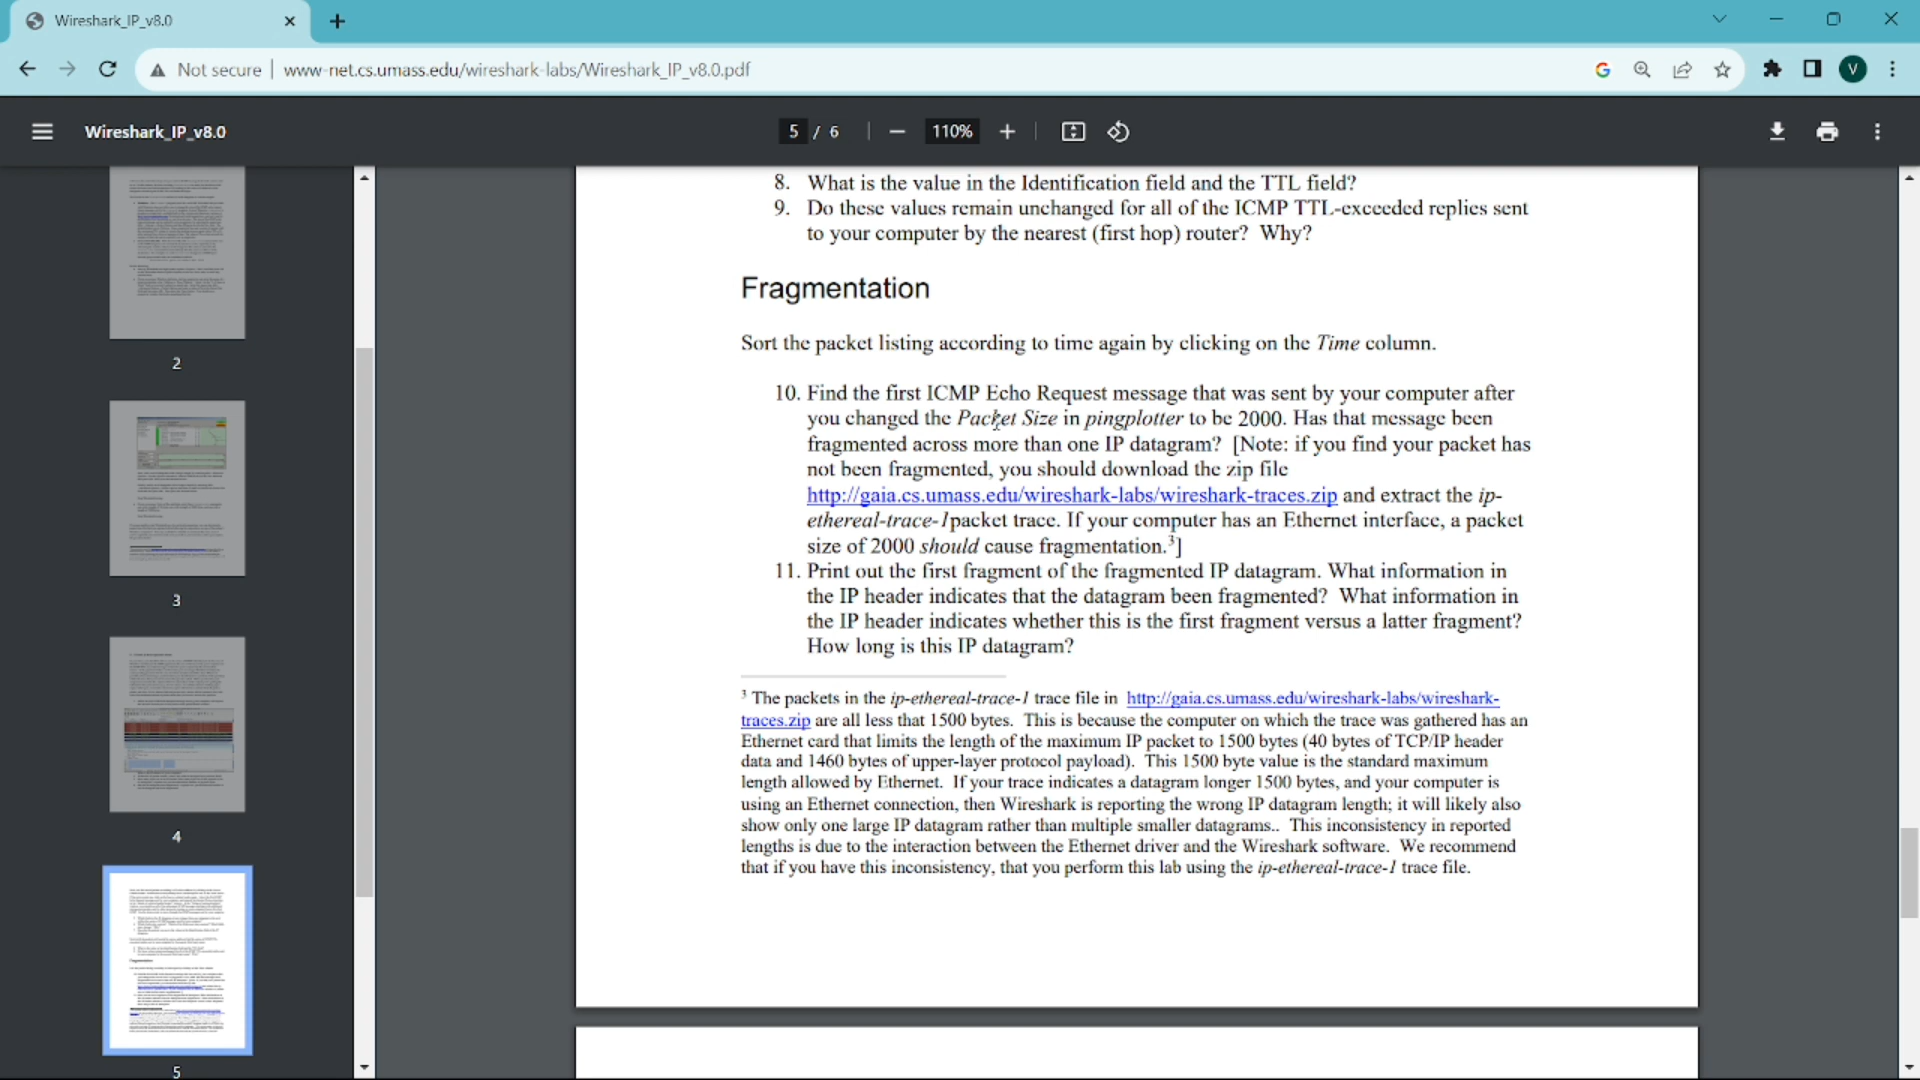 Wireshark_IP_v8.0
Not secure
www-net.cs.umass.edu/wireshark-labs/Wireshark_IP_v8.0.pdf
V
Wireshark_IP_v8.0
5 / 6
110%
8. What is the value in the Identification field and the TTL field?
9. Do these values remain unchanged for all of the ICMP TTL-exceeded replies sent
to your computer by the nearest (first hop) router? Why?
Fragmentation
Sort the packet listing according to time again by clicking on the Time column.
10. Find the first ICMP Echo Request message that was sent by your computer after
you changed the Packet Size in pingplotter to be 2000. Has that message been
fragmented across more than one IP datagram? [Note: if you find your packet has
not been fragmented, you should download the zip file
http://gaia.cs.umass.edu/wireshark-labs/wireshark-traces.zip and extract the ip-
ethereal-trace-1packet trace. If your computer has an Ethernet interface, a packet
size of 2000 should cause fragmentation.3]
11. Print out the first fragment of the fragmented IP datagram. What information in
the IP header indicates that the datagram been fragmented? What information in
the IP header indicates whether this is the first fragment versus a latter fragment?
How long is this IP datagram?
3 The packets in the ip-ethereal-trace-1 trace file in http://gaia.cs.umass.edu/wireshark-labs/wireshark-
traces.zip are all less that 1500 bytes. This is because the computer on which the trace was gathered has an
Ethernet card that limits the length of the maximum IP packet to 1500 bytes (40 bytes of TCP/IP header
data and 1460 bytes of upper-layer protocol payload). This 1500 byte value is the standard maximum
length allowed by Ethernet. If your trace indicates a datagram longer 1500 bytes, and your computer is
using an Ethernet connection, then Wireshark is reporting the wrong IP datagram length; it will likely also
show only one large IP datagram rather than multiple smaller datagrams.. This inconsistency in reported
lengths is due to the interaction between the Ethernet driver and the Wireshark software. We recommend
that if you have this inconsistency, that you perform this lab using the ip-ethereal-trace-1 trace file.
2
3
4
5